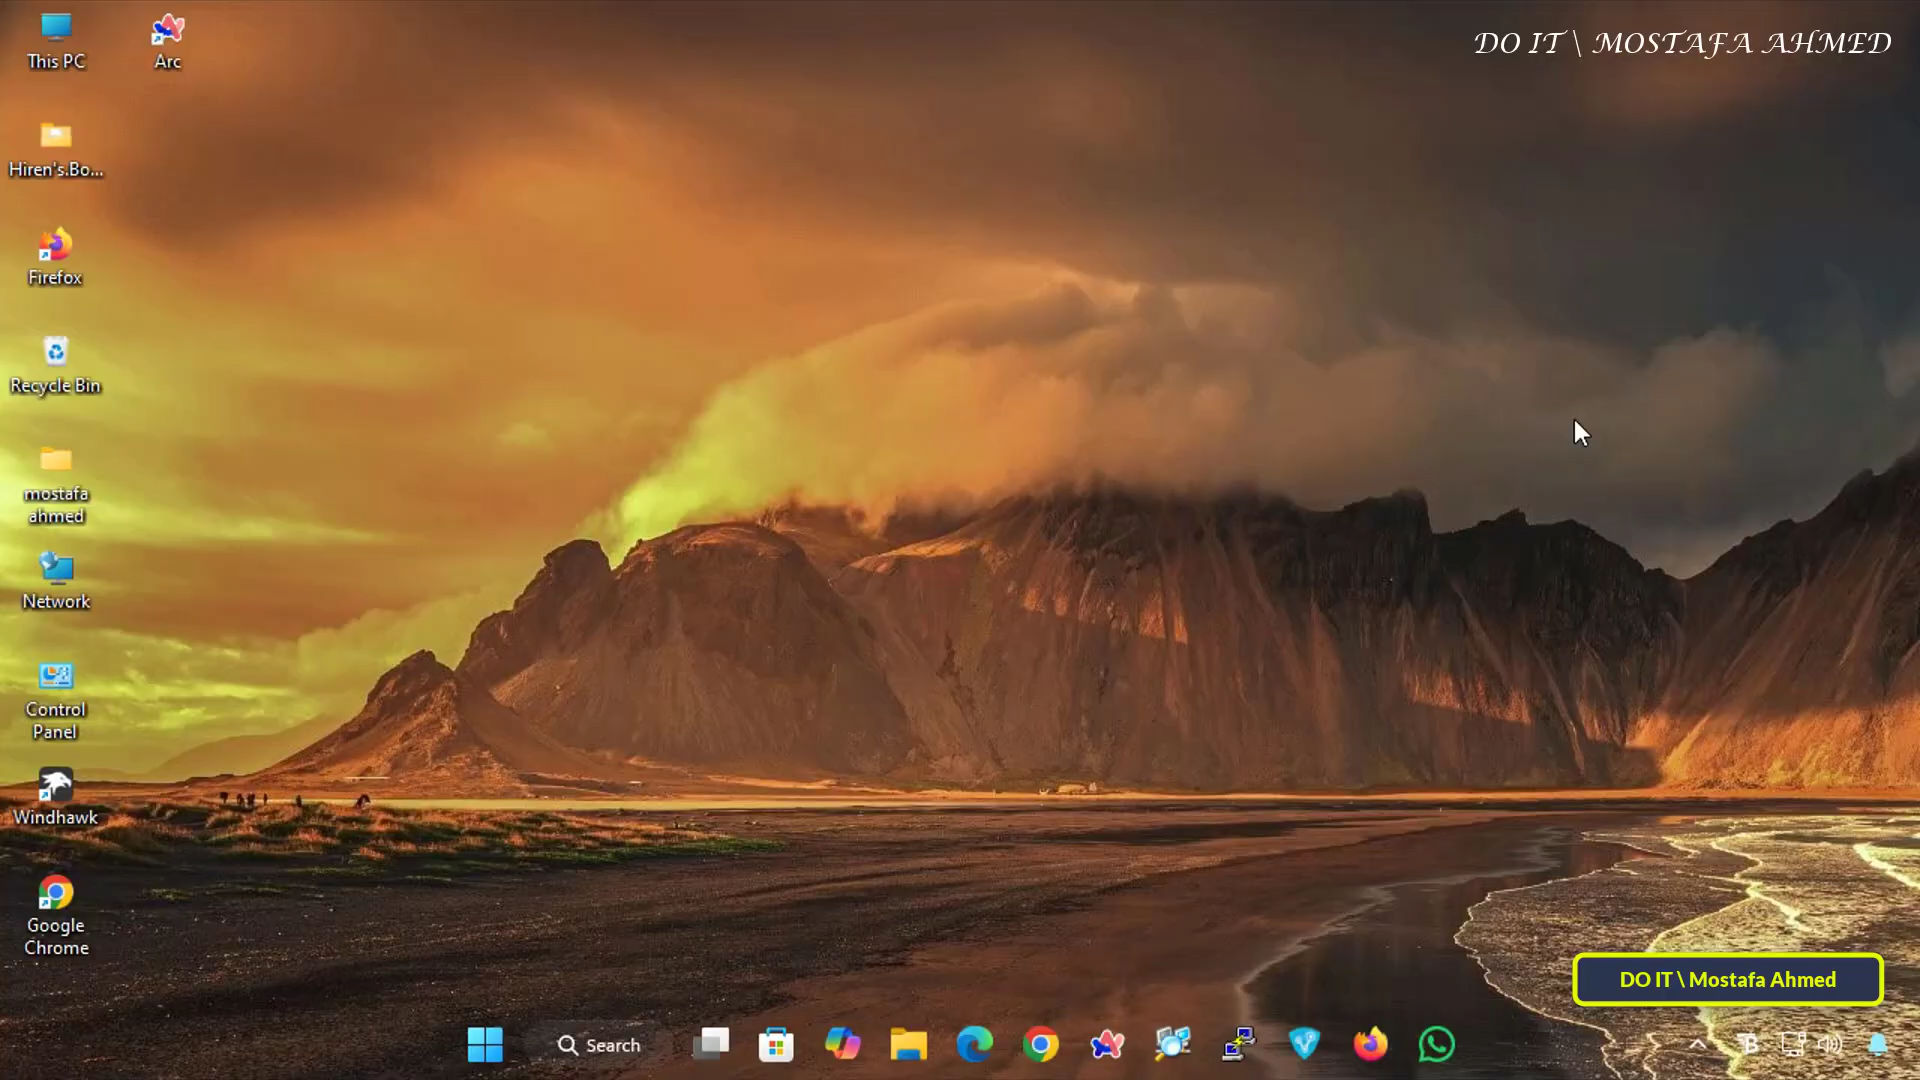 This PC
Arc
DO IT \ MOSTAFA AHMED
Hiren's.Bo...
Firefox
Recycle Bin
mostafa
ahmed
Network
Control
Panel
Windhawk
Google
Chrome
DO IT \ Mostafa Ahmed
Search